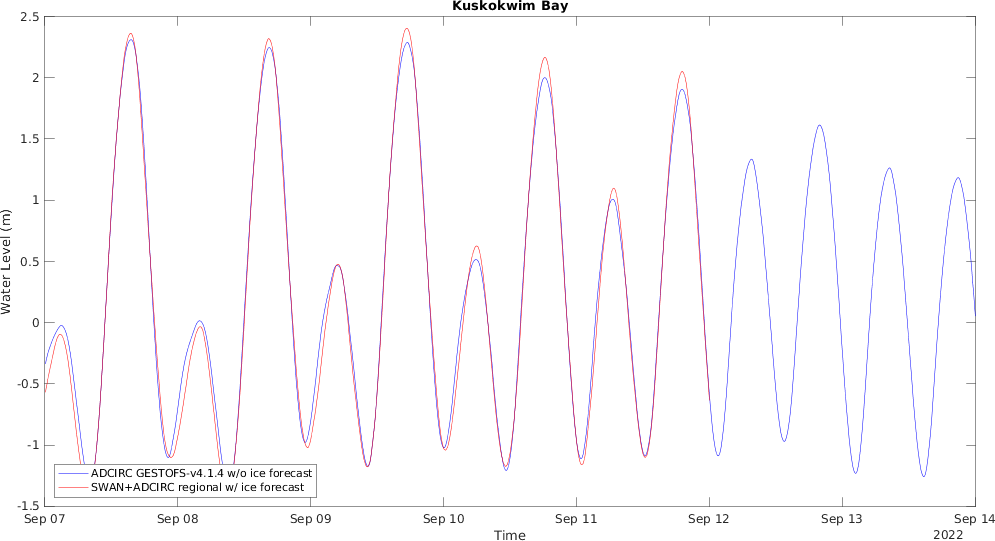 Kuskokwim Bay
2.5
2
1.5
1
0.5
0
-0.5
-1
-1.5
Water Level (m)
ADCIRC GESTOFS-v4.1.4 w/o ice forecast
SWAN+ADCIRC regional w/ ice forecast
Sep 07 Sep 08 Sep 09 Sep 10 Sep 11 Sep 12 Sep 13 Sep 14
Time
2022